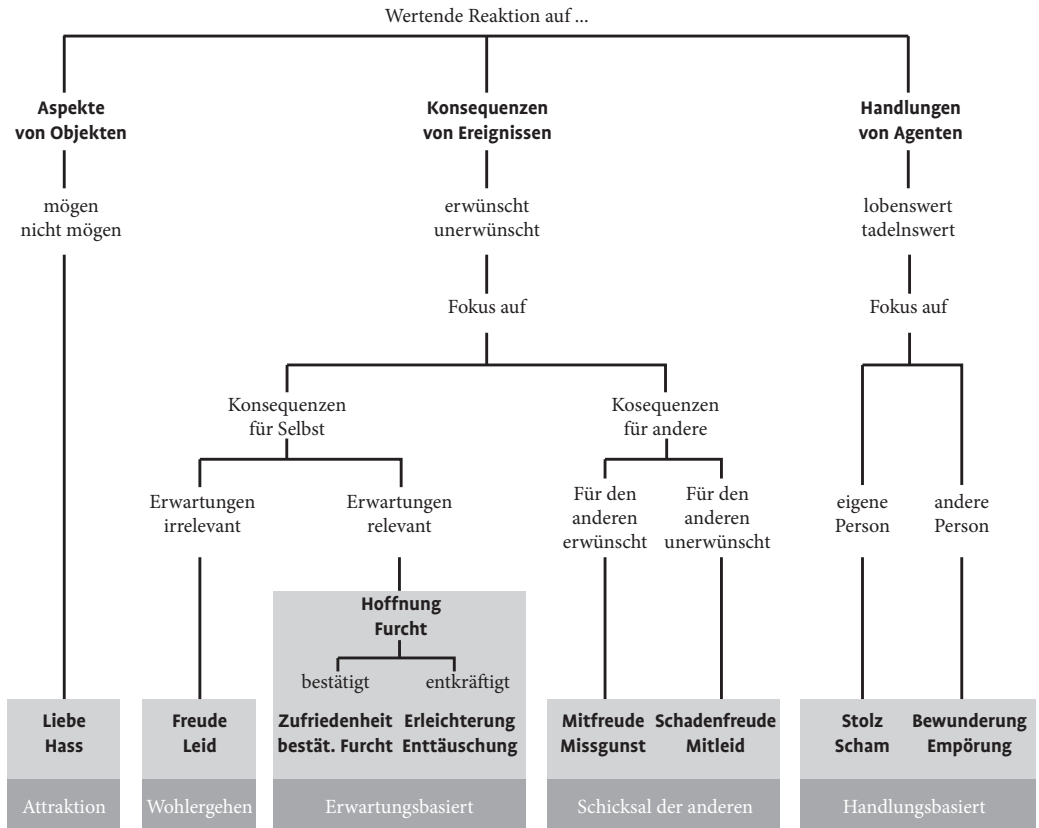 Wertende Reaktion auf ...
Aspekte
von Objekten
Konsequenzen
von Ereignissen
Handlungen
von Agenten
mögen
nicht mögen
erwünscht
unerwünscht
lobenswert
tadelnswert
Fokus auf
Fokus auf
Konsequenzen
für Selbst
Kosequenzen
für andere
Erwartungen
irrelevant
Erwartungen
relevant
Für den
anderen
erwünscht
Für den
anderen
unerwünscht
eigene
Person
andere
Person
Hoffnung
Furcht
bestätigt
entkräftigt
Liebe
Hass
Freude
Leid
Zufriedenheit
bestät. Furcht
Erleichterung
Enttäuschung
Mitfreude
Missgunst
Schadenfreude
Mitleid
Stolz
Scham
Bewunderung
Empörung
Attraktion
Wohlergehen
Erwartungsbasiert
Schicksal der anderen
Handlungsbasiert